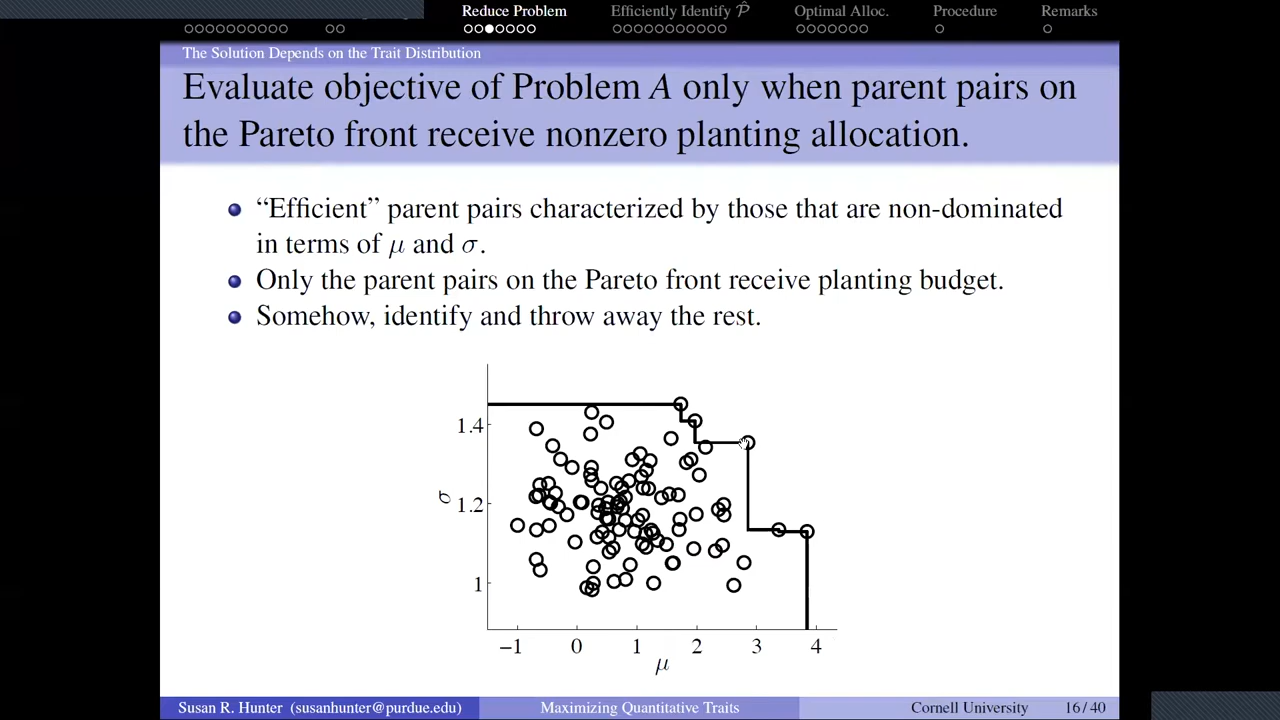 Reduce Problem Efficiently Identify P̂ Optimal Alloc. Procedure Remarks
The Solution Depends on the Trait Distribution
Evaluate objective of Problem A only when parent pairs on
the Pareto front receive nonzero planting allocation.
“Efficient” parent pairs characterized by those that are non-dominated
in terms of μ and σ.
Only the parent pairs on the Pareto front receive planting budget.
Somehow, identify and throw away the rest.
1.4
σ
1.2
1
−1 0 1 2 3 4
μ
Susan R. Hunter (susanhunter@purdue.edu) Maximizing Quantitative Traits Cornell University 16 / 40